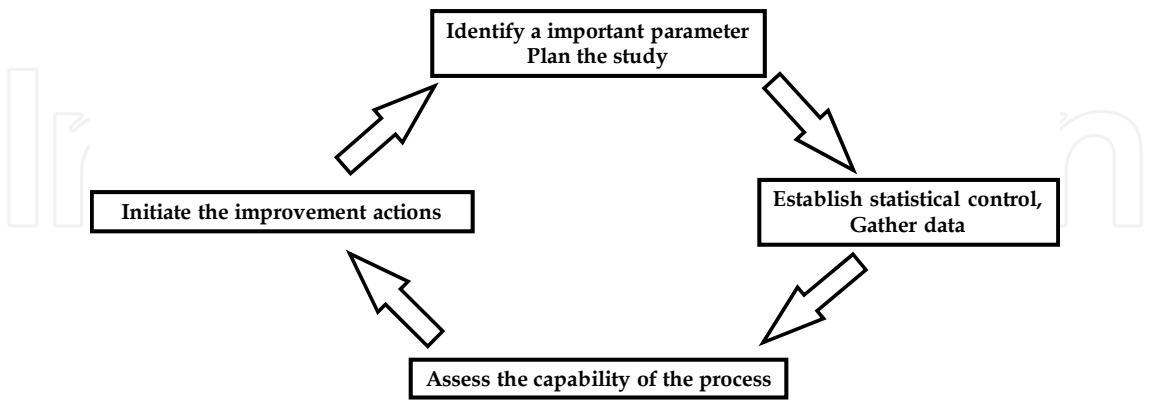 Identify a important parameter
Plan the study
Establish statistical control,
Gather data
Assess the capability of the process
Initiate the improvement actions